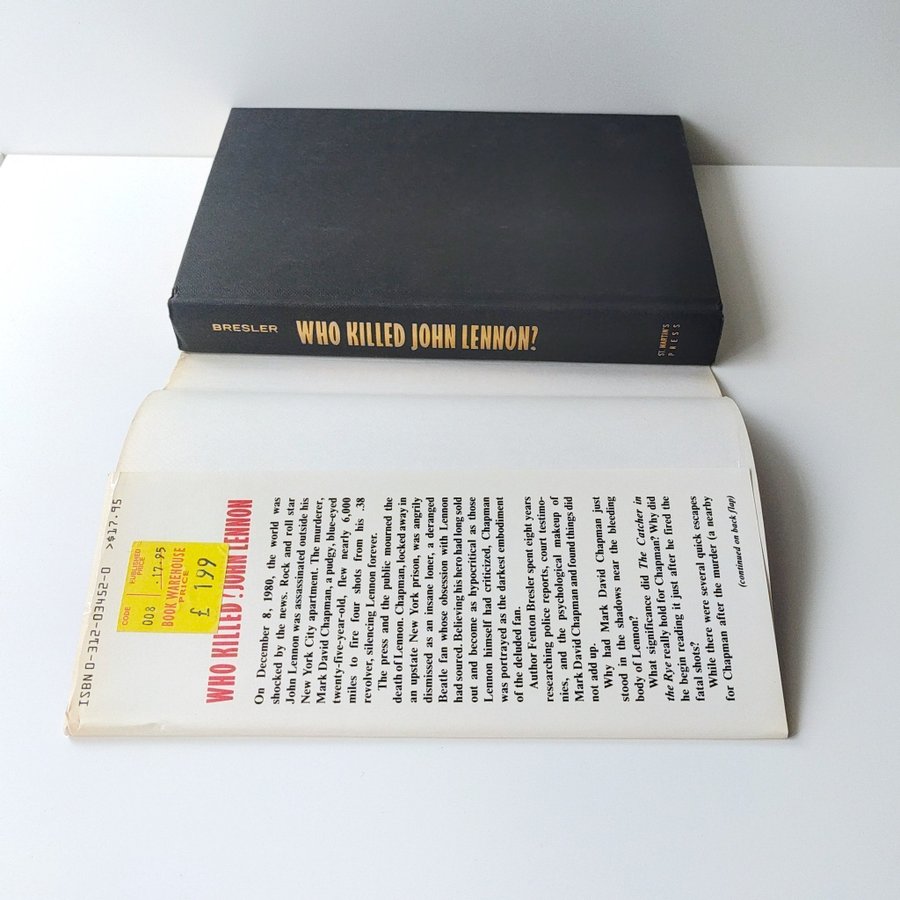 BRESLER
WHO KILLED JOHN LENNON?
ST. MARTIN'S
PRESS
ISBN 0-312-03452-0 >$17.95
CODE
008
PUBLISHED
PRICE
17-95
BOOK WAREHOUSE
PRICE
£ 1.99
WHO KILLED JOHN LENNON
On December 8, 1980, the world was
shocked by the news. Rock and roll star
John Lennon was assassinated outside his
New York City apartment. The murderer,
Mark David Chapman, a pudgy, blue-eyed
twenty-five-year-old, flew nearly 6,000
miles to fire four shots from his .38
revolver, silencing Lennon forever.
The press and the public mourned the
death of Lennon. Chapman, locked away in
an upstate New York prison, was angrily
dismissed as an insane loner, a deranged
Beatle fan whose obsession with Lennon
had soured. Believing his hero had long sold
out and become as hypocritical as those
Lennon himself had criticized, Chapman
was portrayed as the darkest embodiment
of the deluded fan.
Author Fenton Bresler spent eight years
researching police reports, court testimo-
nies, and the psychological makeup of
Mark David Chapman and found things did
not add up.
Why had Mark David Chapman just
stood in the shadows near the bleeding
body of Lennon?
What significance did The Catcher in
the Rye really hold for Chapman? Why did
he begin reading it just after he fired the
fatal shots?
While there were several quick escapes
for Chapman after the murder (a nearby
(continued on back flap)